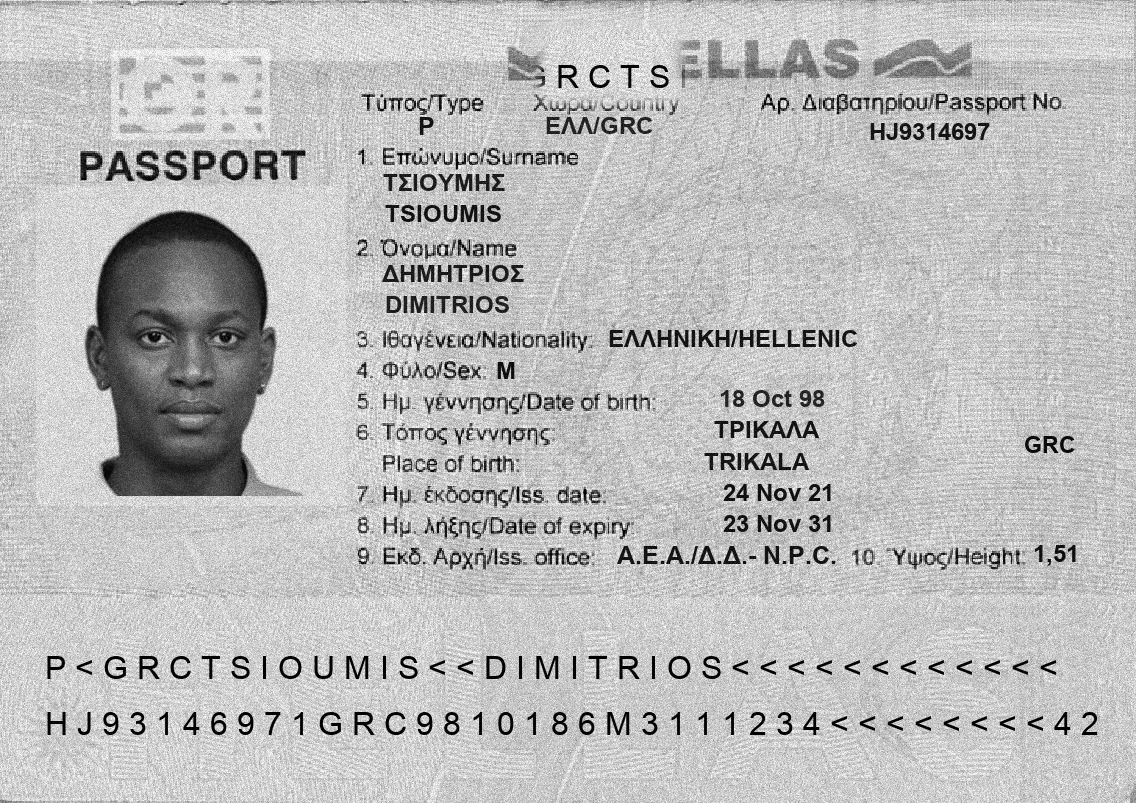 GR
ELLAS
GRCTS
PASSPORT
Τύπος/Type Χώρα/Country Αρ. Διαβατηρίου/Passport No.
P ΕΛΛ/GRC HJ9314697
1. Επώνυμο/Surname
ΤΣΙΟΥΜΗΣ
TSIOUMIS
2. Όνομα/Name
ΔΗΜΗΤΡΙΟΣ
DIMITRIOS
3. Ιθαγένεια/Nationality: ΕΛΛΗΝΙΚΗ/HELLENIC
4. Φύλο/Sex: M
5. Ημ. γέννησης/Date of birth: 18 Oct 98
6. Τόπος γέννησης: ΤΡΙΚΑΛΑ
GRC
Place of birth: TRIKALA
7. Ημ. έκδοσης/Iss. date: 24 Nov 21
8. Ημ. λήξης/Date of expiry: 23 Nov 31
9. Εκδ. Αρχή/Iss. office: Α.Ε.Α./Δ.Δ.- N.P.C. 10. Ύψος/Height: 1,51
P<GRCTSIOUMIS<<DIMITRIOS<<<<<<<<<<<<
HJ93146971GRC9810186M3111234<<<<<<<<42